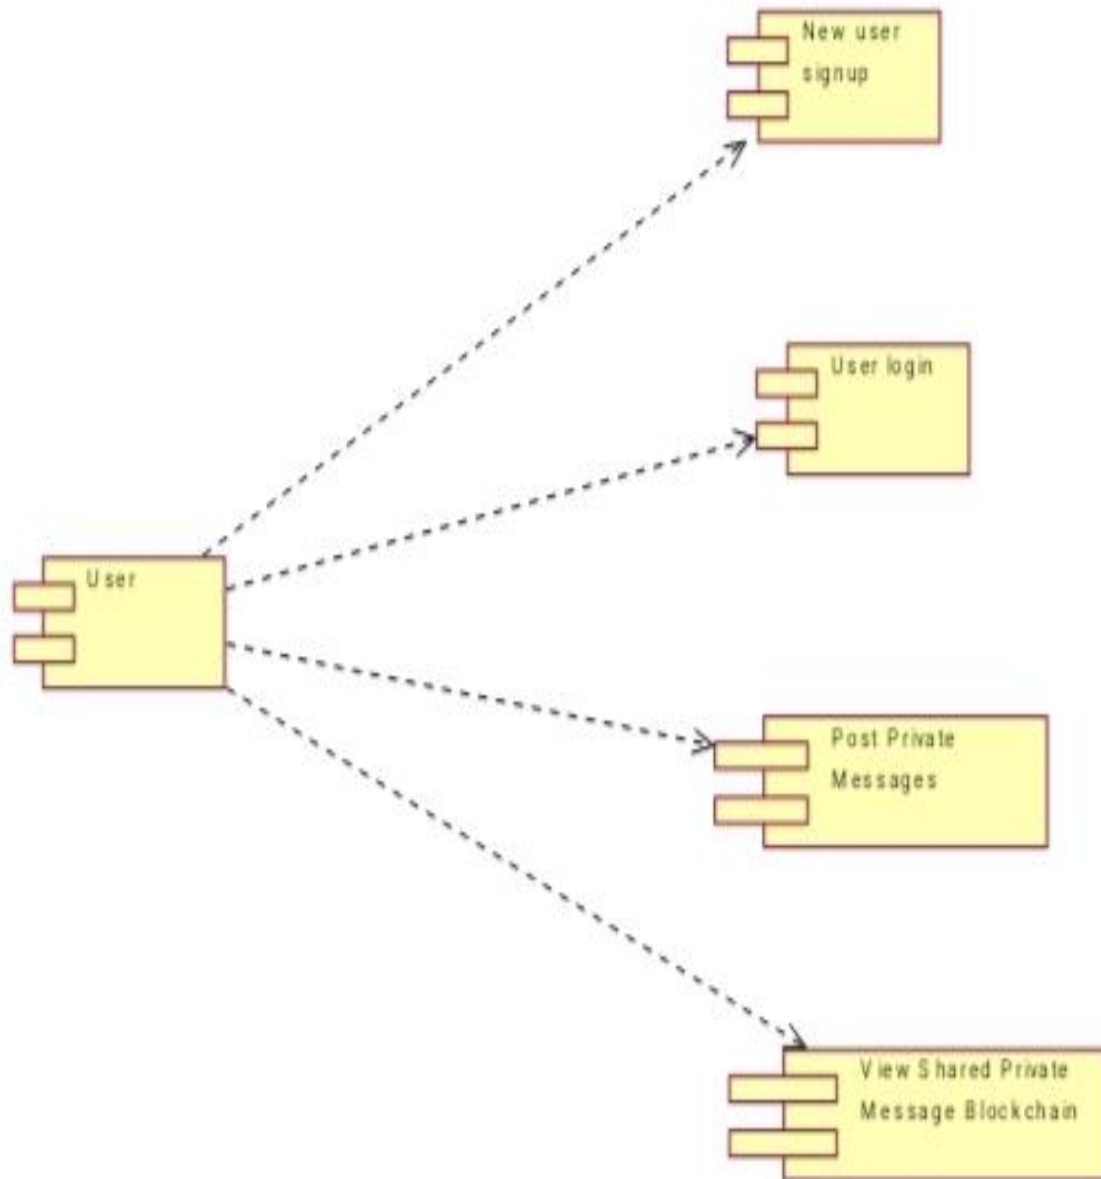 New user
signup
User login
User
Post Private
Messages
View Shared Private
Message Blockchain